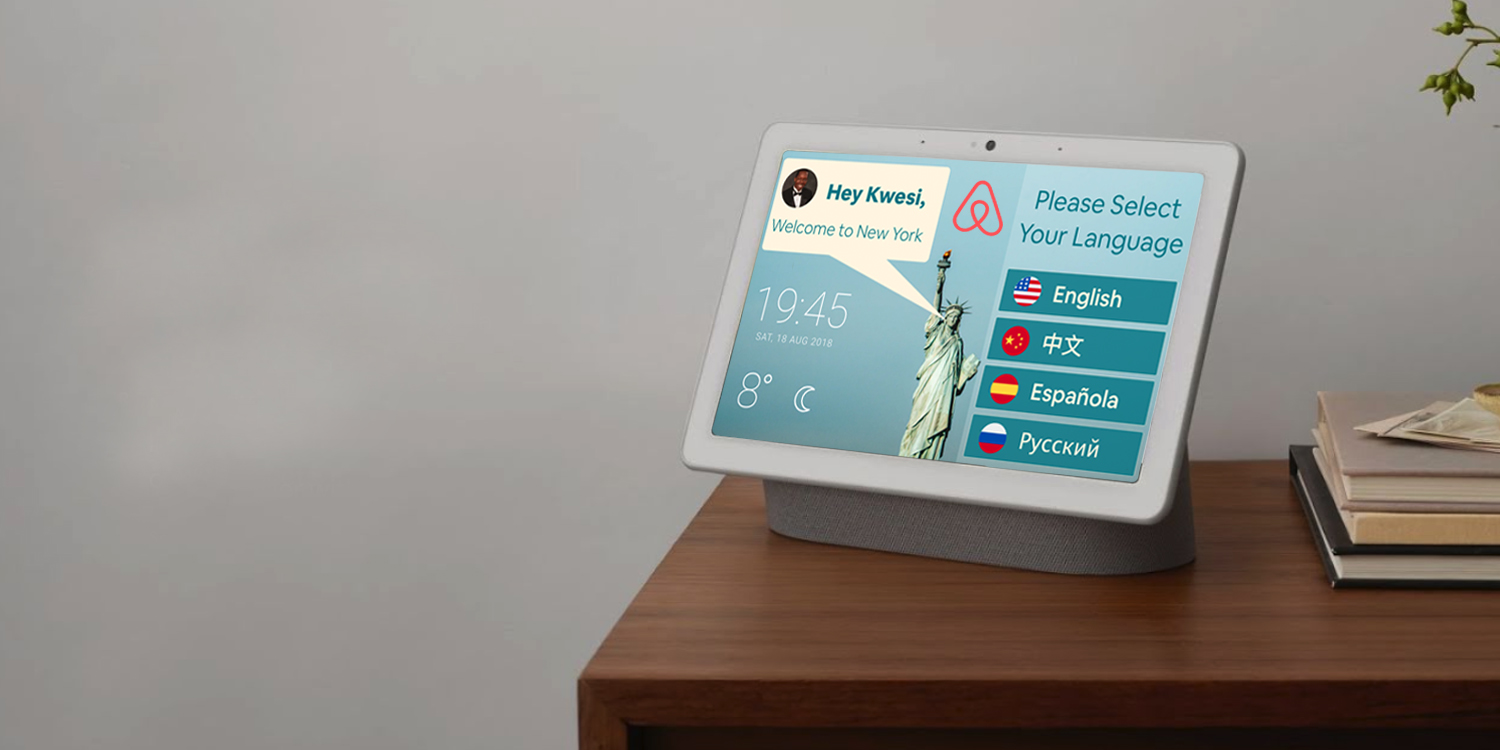 Hey Kwesi,
Welcome to New York
19:45
SAT, 18 AUG 2018
8°
Please Select
Your Language
English
中文
Española
Русский